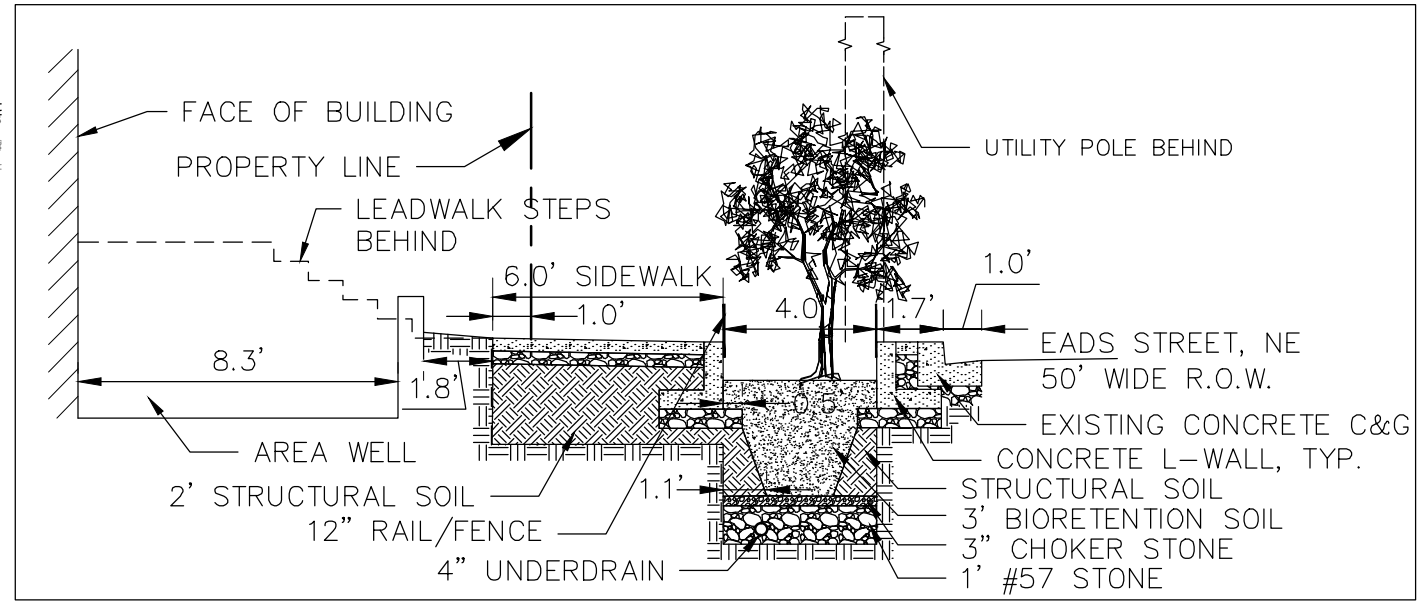 FACE OF BUILDING
PROPERTY LINE
UTILITY POLE BEHIND
LEADWALK STEPS
BEHIND
6.0' SIDEWALK
1.0'
1.0'
4.0
1.7'
EADS STREET, NE
50' WIDE R.O.W.
8.3'
1.8'
0.5'
EXISTING CONCRETE C&G
AREA WELL
CONCRETE L-WALL, TYP.
2' STRUCTURAL SOIL
1.1'
STRUCTURAL SOIL
12" RAIL/FENCE
3' BIORETENTION SOIL
3" CHOKER STONE
4" UNDERDRAIN
1' #57 STONE